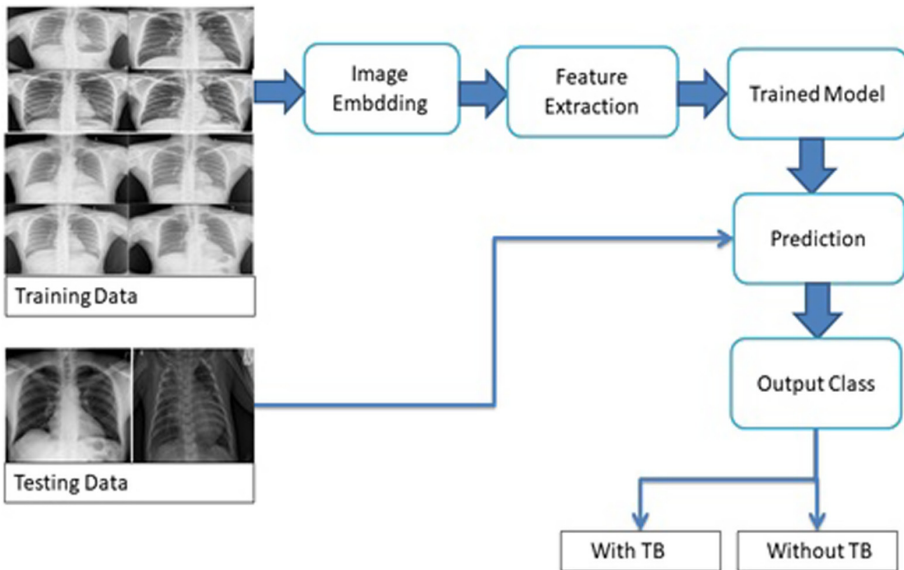 Image
Embdding
Feature
Extraction
Trained Model
Prediction
Training Data
Output Class
Testing Data
With TB
Without TB